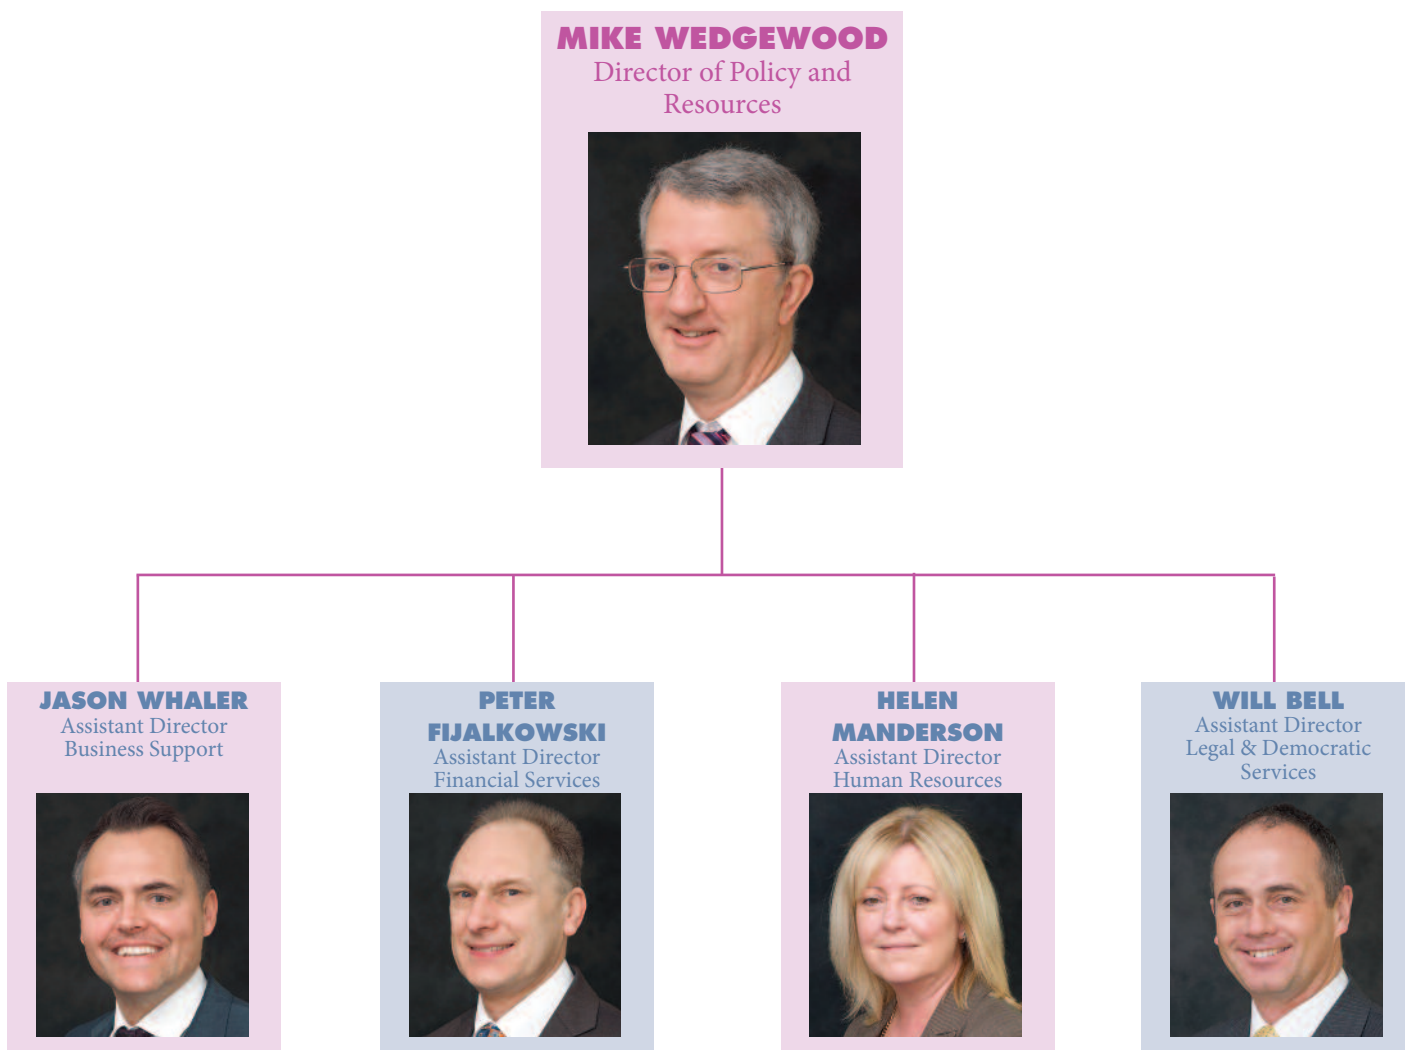 MIKE WEDGEWOOD
Director of Policy and
Resources
JASON WHALER
Assistant Director
Business Support
PETER
FIJALKOWSKI
Assistant Director
Financial Services
HELEN
MANDERSON
Assistant Director
Human Resources
WILL BELL
Assistant Director
Legal & Democratic
Services